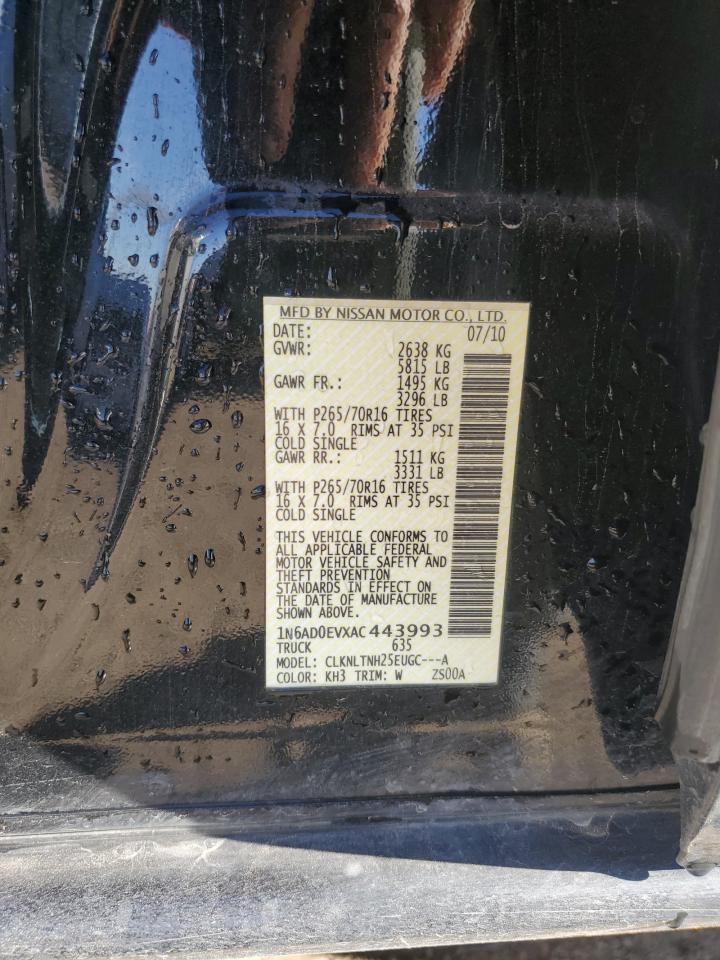 MFD BY NISSAN MOTOR CO., LTD.
DATE: 07/10
GVWR: 2638 KG
5815 LB
GAWR FR.: 1495 KG
3296 LB
WITH P265/70R16 TIRES
16 X 7.0 RIMS AT 35 PSI
COLD SINGLE
GAWR RR.: 1511 KG
3331 LB
WITH P265/70R16 TIRES
16 X 7.0 RIMS AT 35 PSI
COLD SINGLE
THIS VEHICLE CONFORMS TO
ALL APPLICABLE FEDERAL
MOTOR VEHICLE SAFETY AND
THEFT PREVENTION
STANDARDS IN EFFECT ON
THE DATE OF MANUFACTURE
SHOWN ABOVE.
1N6AD0EVXAC 443993
TRUCK 635
MODEL: CLKNLTNH25EUGC---A
COLOR: KH3 TRIM: W ZS00A